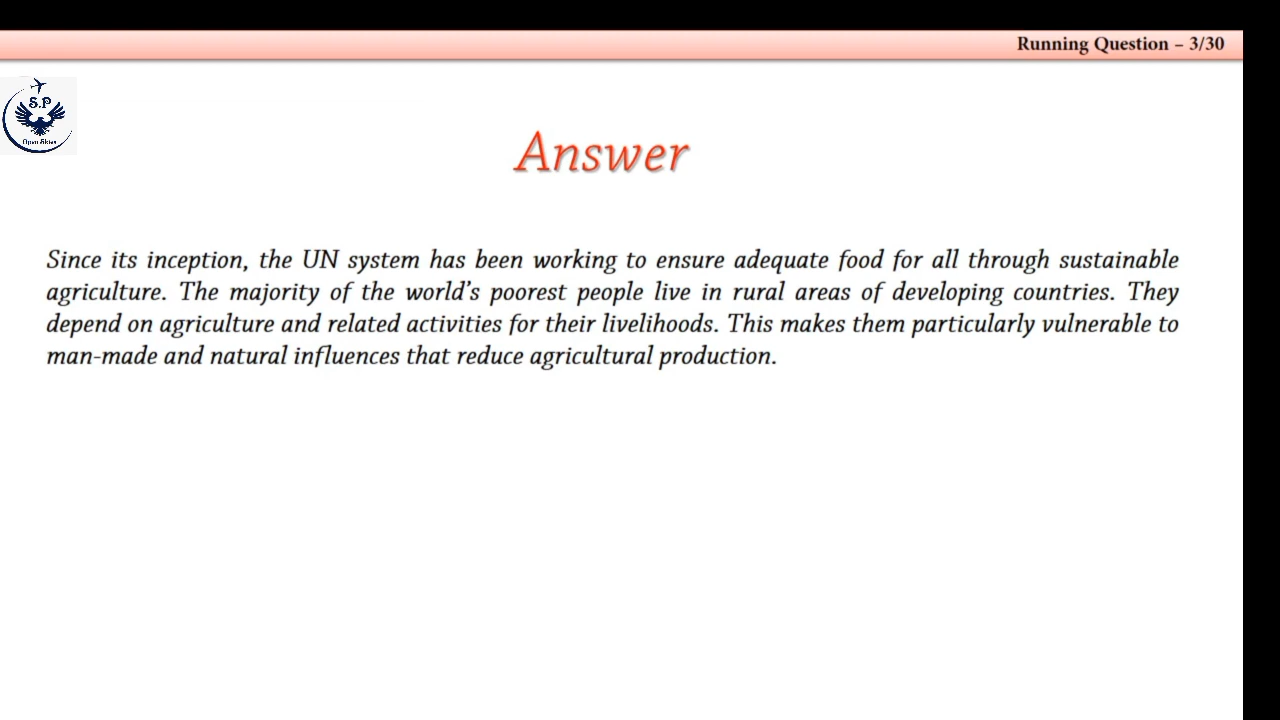 Running Question – 3/30
S.P
Open Skies
Answer
Since its inception, the UN system has been working to ensure adequate food for all through sustainable
agriculture. The majority of the world's poorest people live in rural areas of developing countries. They
depend on agriculture and related activities for their livelihoods. This makes them particularly vulnerable to
man-made and natural influences that reduce agricultural production.